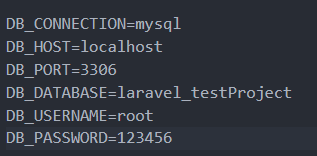 DB_CONNECTION=mysql
DB_HOST=localhost
DB_PORT=3306
DB_DATABASE=laravel_testProject
DB_USERNAME=root
DB_PASSWORD=123456